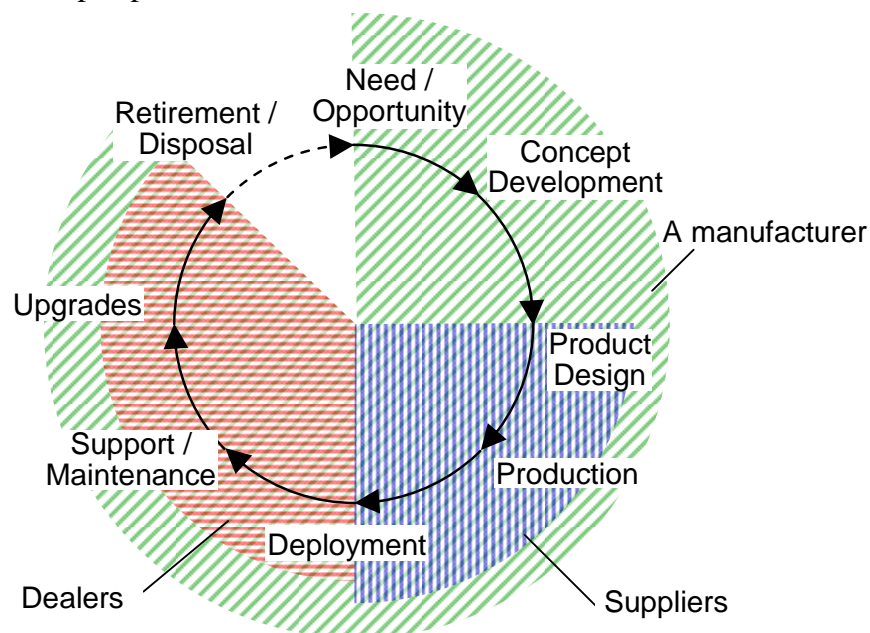 Need /
Opportunity
Retirement /
Disposal
Concept
Development
A manufacturer
Upgrades
Product
Design
Support /
Maintenance
Production
Deployment
Dealers
Suppliers